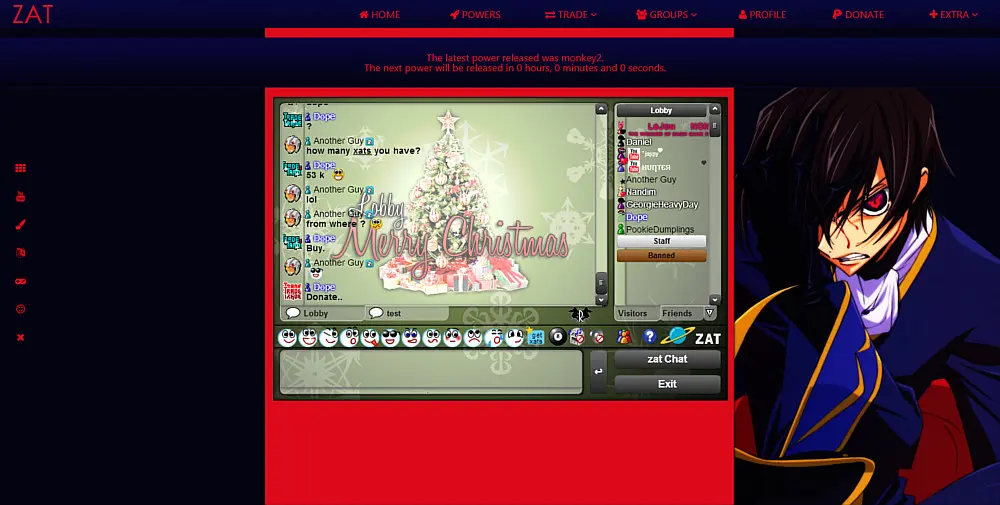 ZAT
HOME
POWERS
TRADE
GROUPS
PROFILE
DONATE
EXTRA
The latest power released was monkey2.
The next power will be released in 0 hours, 0 minutes and 0 seconds.
Dope
?
Another Guy
how many xats you have?
Dope
53 k
Another Guy
lol
Another Guy
from where ?
Dope
Buy.
Another Guy
Dope
Donate..
Lobby
Merry Christmas
Lobby
test
Lobby
Daniel
HUNTER
Another Guy
Nandim
GeorgieHeavyDay
Dope
PookieDumplings
Staff
Banned
Visitors
Friends
ZAT
zat Chat
Exit